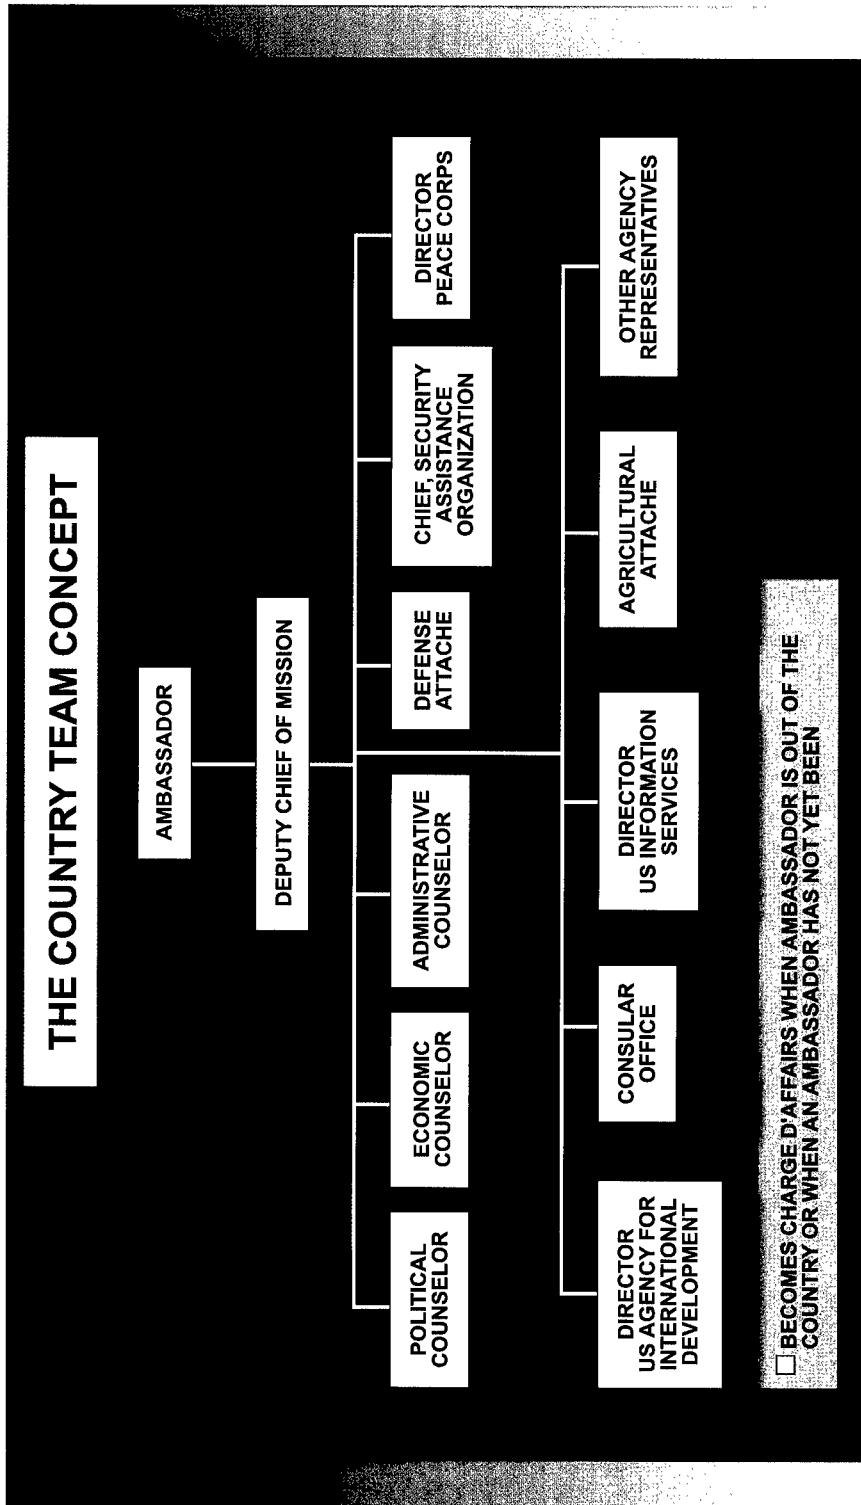 THE COUNTRY TEAM CONCEPT
AMBASSADOR
DEPUTY CHIEF OF MISSION
POLITICAL
COUNSELOR
ECONOMIC
COUNSELOR
ADMINISTRATIVE
COUNSELOR
DEFENSE
ATTACHE
CHIEF, SECURITY
ASSISTANCE
ORGANIZATION
DIRECTOR
PEACE CORPS
DIRECTOR
US AGENCY FOR
INTERNATIONAL
DEVELOPMENT
CONSULAR
OFFICE
DIRECTOR
US INFORMATION
SERVICES
AGRICULTURAL
ATTACHE
OTHER AGENCY
REPRESENTATIVES
BECOMES CHARGE D'AFFAIRS WHEN AMBASSADOR IS OUT OF THE
COUNTRY OR WHEN AN AMBASSADOR HAS NOT YET BEEN